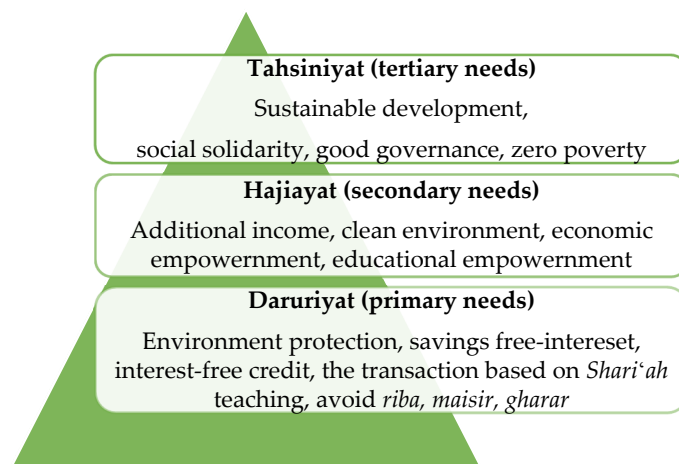 Tahsiniyat (tertiary needs)
Sustainable development,
social solidarity, good governance, zero poverty
Hajiayat (secondary needs)
Additional income, clean environment, economic
empowernment, educational empowernment
Daruriyat (primary needs)
Environment protection, savings free-intereset,
interest-free credit, the transaction based on Shari‘ah
teaching, avoid riba, maisir, gharar